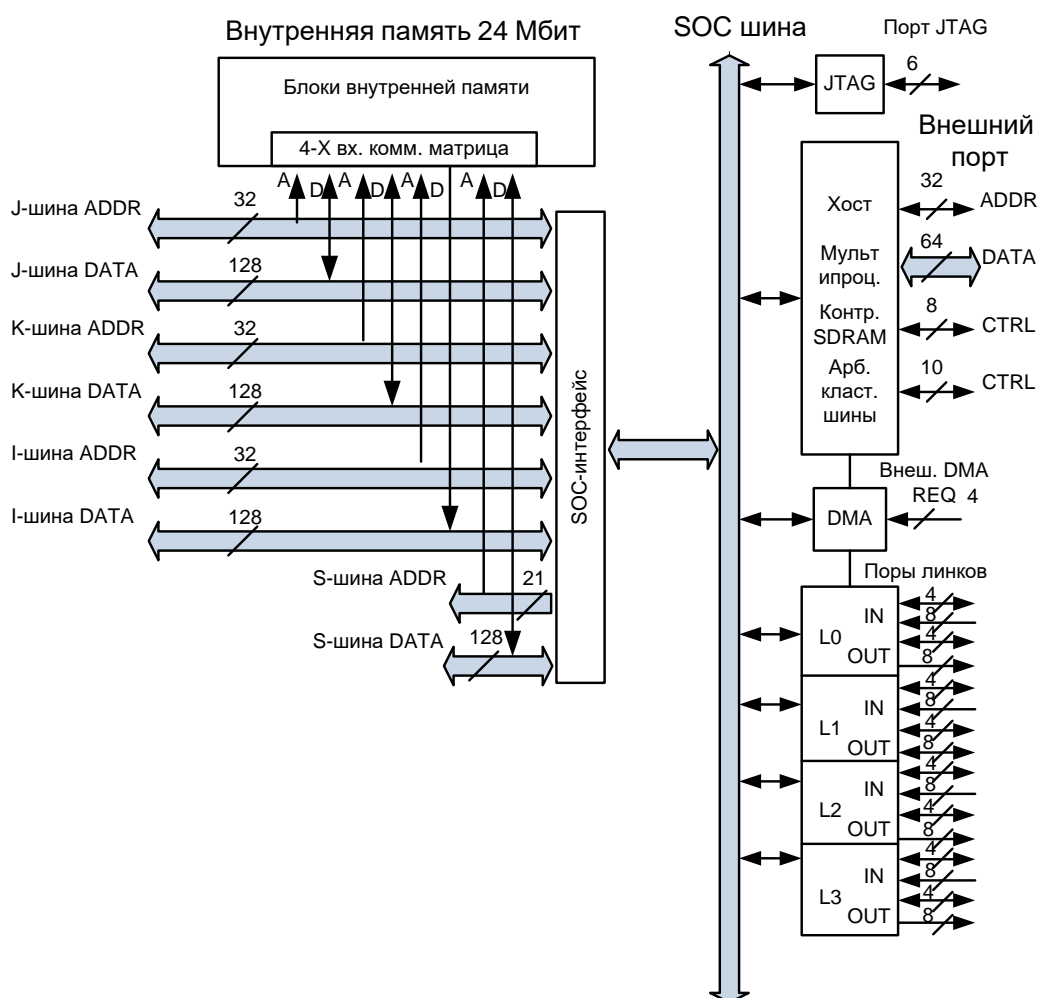 Внутренняя память 24 Мбит
Блоки внутренней памяти
4-X вх. комм. матрица
A
D
A
D
A
D
A
D
J-шина ADDR
32
J-шина DATA
128
K-шина ADDR
32
K-шина DATA
128
I-шина ADDR
32
I-шина DATA
128
S-шина ADDR
21
S-шина DATA
128
SOC-интерфейс
SOC шина
Порт JTAG
JTAG
6
Внешний
порт
Хост
32
ADDR
Мульт
ипроц.
64
DATA
Контр.
SDRAM
8
CTRL
Арб.
класт.
шины
10
CTRL
Внеш. DMA
REQ 4
DMA
Поры линков
L0
IN
OUT
4
8
4
8
L1
IN
OUT
4
8
4
8
L2
IN
OUT
4
8
4
8
L3
IN
OUT
4
8
4
8